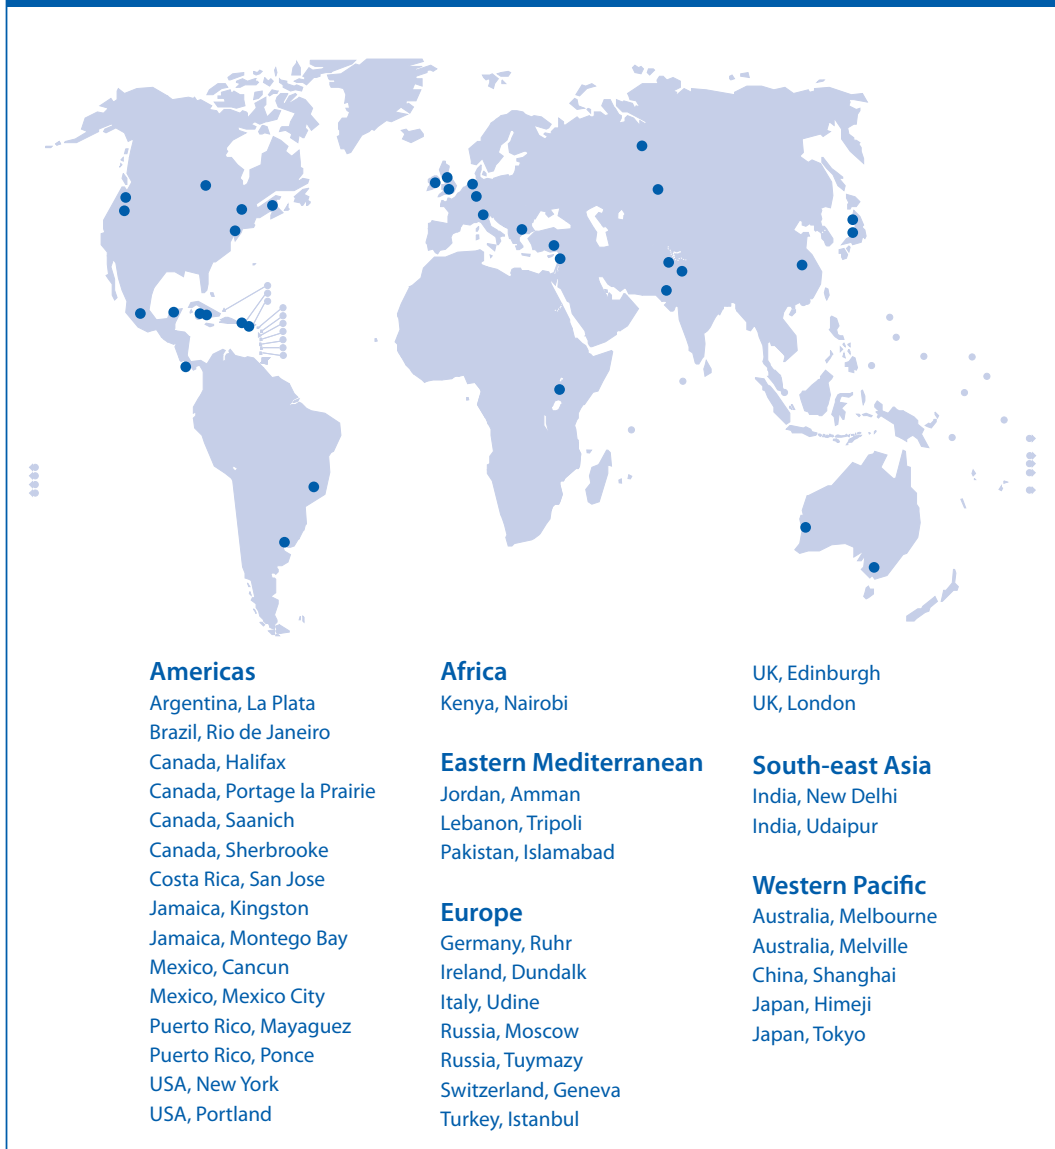 Americas
Argentina, La Plata
Brazil, Rio de Janeiro
Canada, Halifax
Canada, Portage la Prairie
Canada, Saanich
Canada, Sherbrooke
Costa Rica, San Jose
Jamaica, Kingston
Jamaica, Montego Bay
Mexico, Cancun
Mexico, Mexico City
Puerto Rico, Mayaguez
Puerto Rico, Ponce
USA, New York
USA, Portland
Africa
Kenya, Nairobi
Eastern Mediterranean
Jordan, Amman
Lebanon, Tripoli
Pakistan, Islamabad
Europe
Germany, Ruhr
Ireland, Dundalk
Italy, Udine
Russia, Moscow
Russia, Tuymazy
Switzerland, Geneva
Turkey, Istanbul
UK, Edinburgh
UK, London
South-east Asia
India, New Delhi
India, Udaipur
Western Pacific
Australia, Melbourne
Australia, Melville
China, Shanghai
Japan, Himeji
Japan, Tokyo